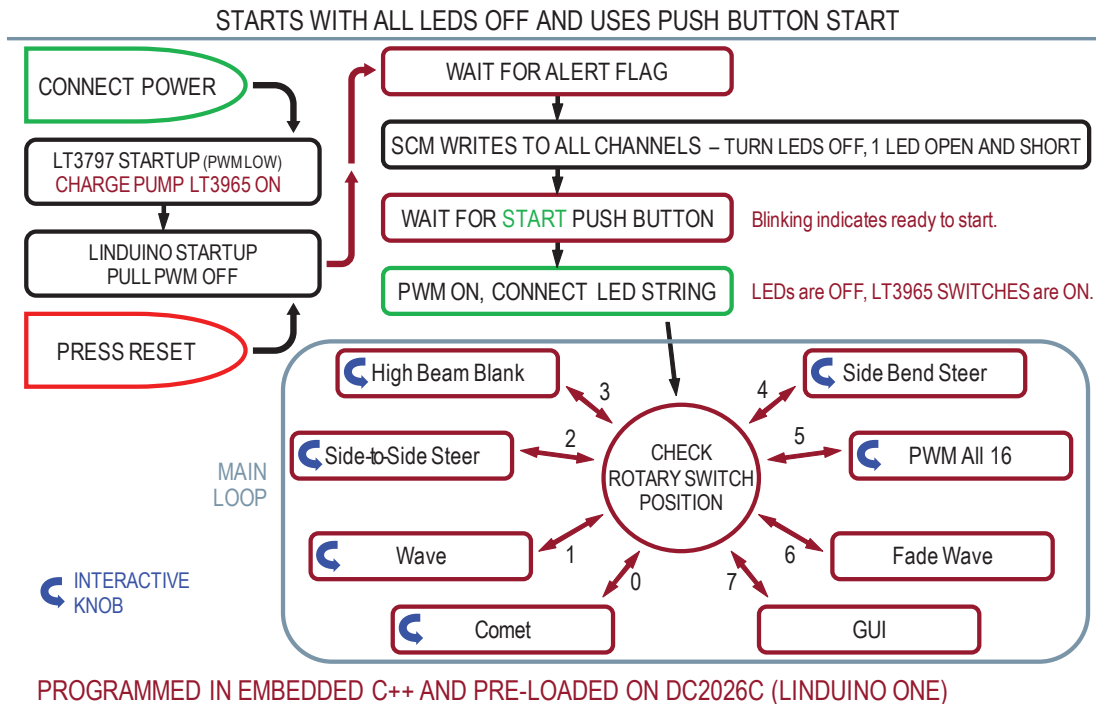 STARTS WITH ALL LEDS OFF AND USES PUSH BUTTON START
CONNECT POWER
LT3797 STARTUP (PWM LOW)
CHARGE PUMP LT3965 ON
LINDUINO STARTUP
PULL PWM OFF
PRESS RESET
WAIT FOR ALERT FLAG
SCM WRITES TO ALL CHANNELS – TURN LEDS OFF, 1 LED OPEN AND SHORT
WAIT FOR START PUSH BUTTON
Blinking indicates ready to start.
PWM ON, CONNECT LED STRING
LEDs are OFF, LT3965 SWITCHES are ON.
MAIN
LOOP
High Beam Blank
3
4
Side Bend Steer
Side-to-Side Steer
2
CHECK
ROTARY SWITCH
POSITION
5
PWM All 16
Wave
1
6
Fade Wave
Comet
0
7
GUI
INTERACTIVE
KNOB
PROGRAMMED IN EMBEDDED C++ AND PRE-LOADED ON DC2026C (LINDUINO ONE)